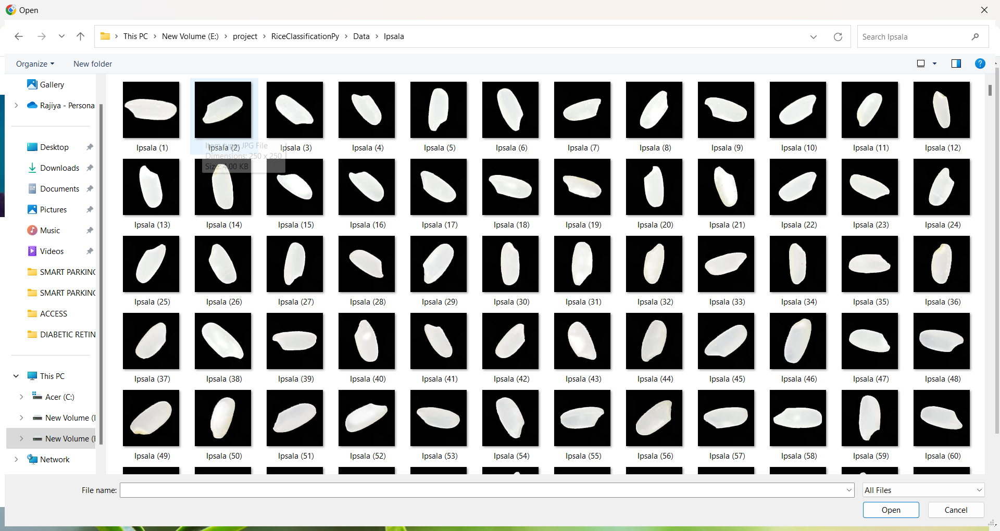 Open
This PC > New Volume (E:) > project > RiceClassificationPy > Data > Ipsala
Search Ipsala
Organize
New folder
Gallery
Rajiya - Persona
Desktop
Downloads
Documents
Pictures
Music
Videos
SMART PARKING
SMART PARKING
ACCESS
DIABETIC RETIN
This PC
Acer (C:)
New Volume (
New Volume (
Network
Ipsala (1) Ipsala (2) Ipsala (3) Ipsala (4) Ipsala (5) Ipsala (6) Ipsala (7) Ipsala (8) Ipsala (9) Ipsala (10) Ipsala (11) Ipsala (12)
Item type: JPG File
Dimensions: 250 x 250
Size: 4.00 KB
Ipsala (13) Ipsala (14) Ipsala (15) Ipsala (16) Ipsala (17) Ipsala (18) Ipsala (19) Ipsala (20) Ipsala (21) Ipsala (22) Ipsala (23) Ipsala (24)
Ipsala (25) Ipsala (26) Ipsala (27) Ipsala (28) Ipsala (29) Ipsala (30) Ipsala (31) Ipsala (32) Ipsala (33) Ipsala (34) Ipsala (35) Ipsala (36)
Ipsala (37) Ipsala (38) Ipsala (39) Ipsala (40) Ipsala (41) Ipsala (42) Ipsala (43) Ipsala (44) Ipsala (45) Ipsala (46) Ipsala (47) Ipsala (48)
Ipsala (49) Ipsala (50) Ipsala (51) Ipsala (52) Ipsala (53) Ipsala (54) Ipsala (55) Ipsala (56) Ipsala (57) Ipsala (58) Ipsala (59) Ipsala (60)
File name:
All Files
Open
Cancel